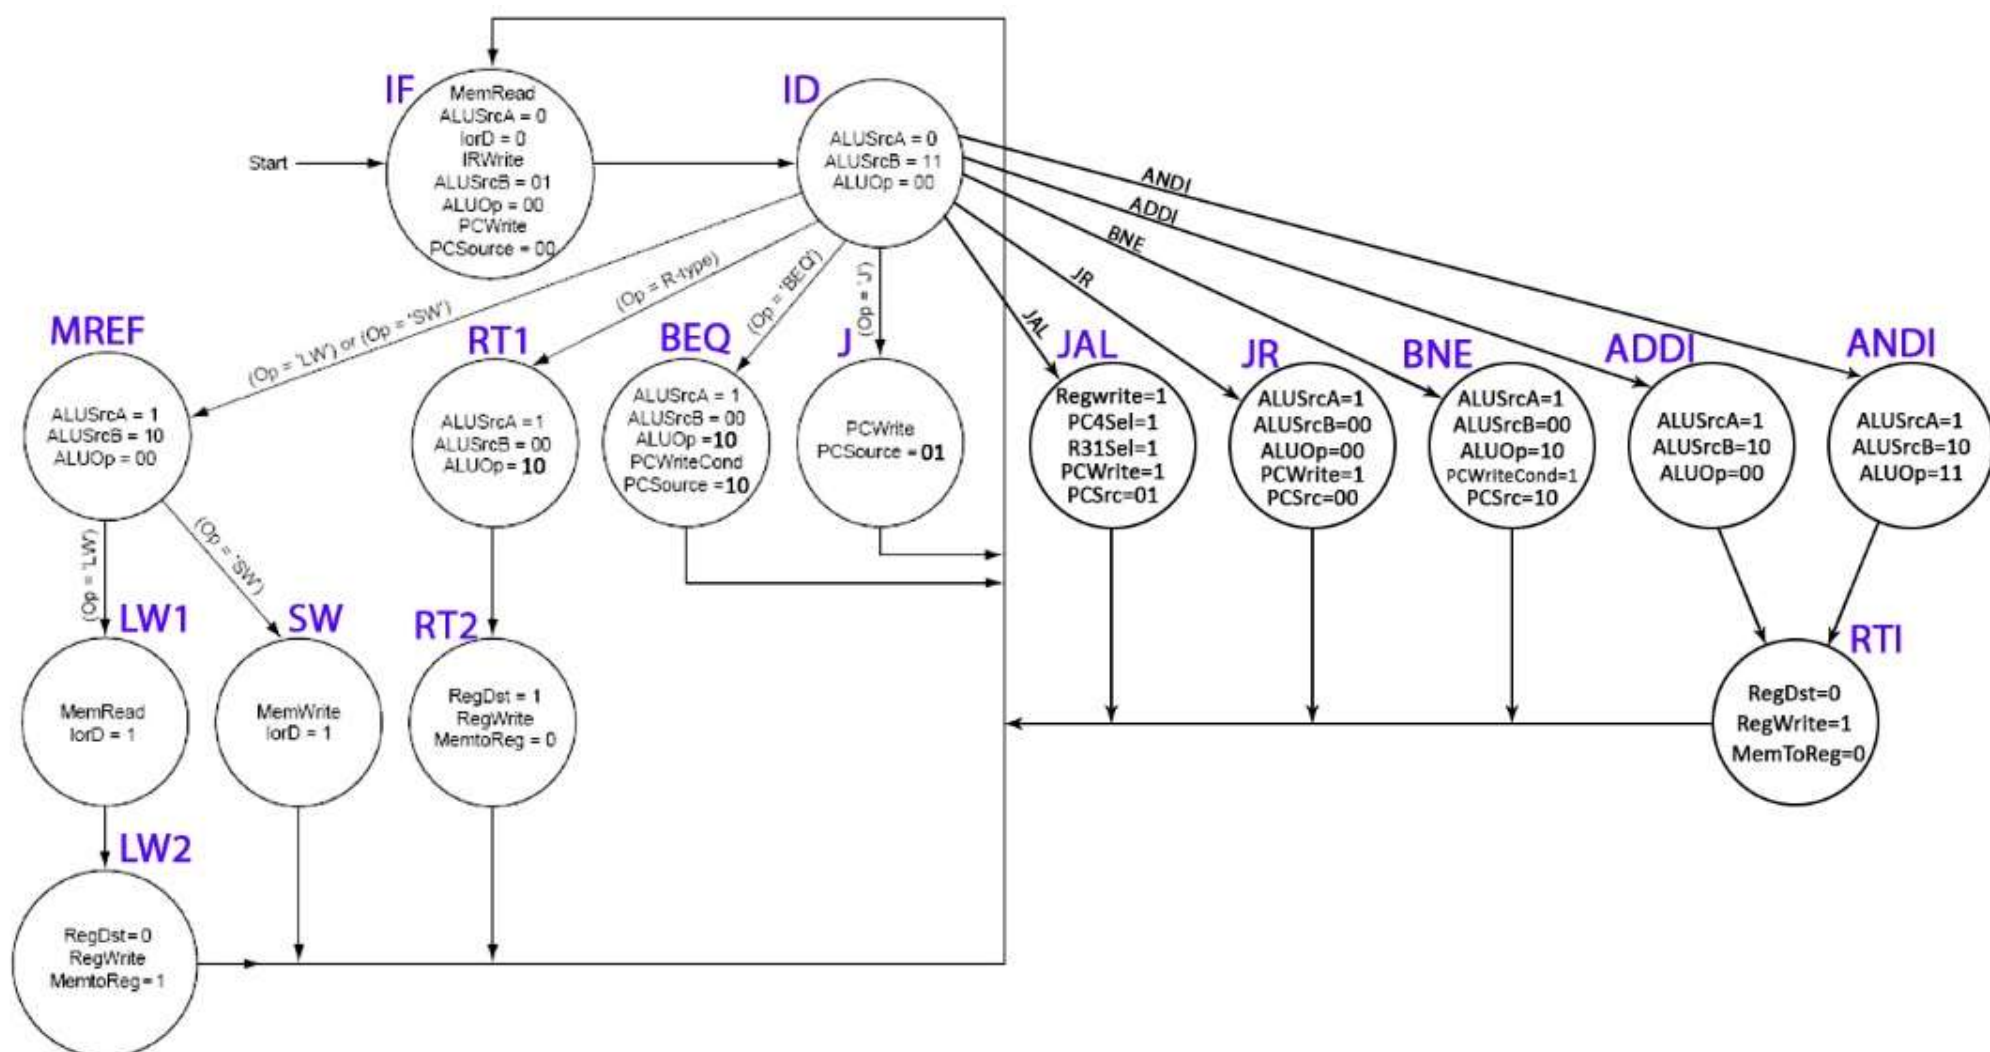 IF
MemRead
ALUSrcA = 0
IorD = 0
IRWrite
ALUSrcB = 01
ALUOp = 00
PCWrite
PCSource = 00
Start
ID
ALUSrcA = 0
ALUSrcB = 11
ALUOp = 00
ANDI
ADDI
BNE
JR
JAL
(Op = 'LW') or (Op = 'SW')
(Op = R-type)
(Op = 'BEQ')
(Op = 'J')
MREF
ALUSrcA = 1
ALUSrcB = 10
ALUOp = 00
RT1
ALUSrcA = 1
ALUSrcB = 00
ALUOp = 10
BEQ
ALUSrcA = 1
ALUSrcB = 00
ALUOp = 10
PCWriteCond
PCSource = 10
J
PCWrite
PCSource = 01
JAL
Regwrite=1
PC4Sel=1
R31Sel=1
PCWrite=1
PCSrc=01
JR
ALUSrcA=1
ALUSrcB=00
ALUOp=00
PCWrite=1
PCSrc=00
BNE
ALUSrcA=1
ALUSrcB=00
ALUOp=10
PCWriteCond=1
PCSrc=10
ADDI
ALUSrcA=1
ALUSrcB=10
ALUOp=00
ANDI
ALUSrcA=1
ALUSrcB=10
ALUOp=11
(Op = 'LW')
(Op = 'SW')
LW1
MemRead
IorD = 1
SW
MemWrite
IorD = 1
RT2
RegDst = 1
RegWrite
MemtoReg = 0
RTI
RegDst=0
RegWrite=1
MemToReg=0
LW2
RegDst=0
RegWrite
MemtoReg=1